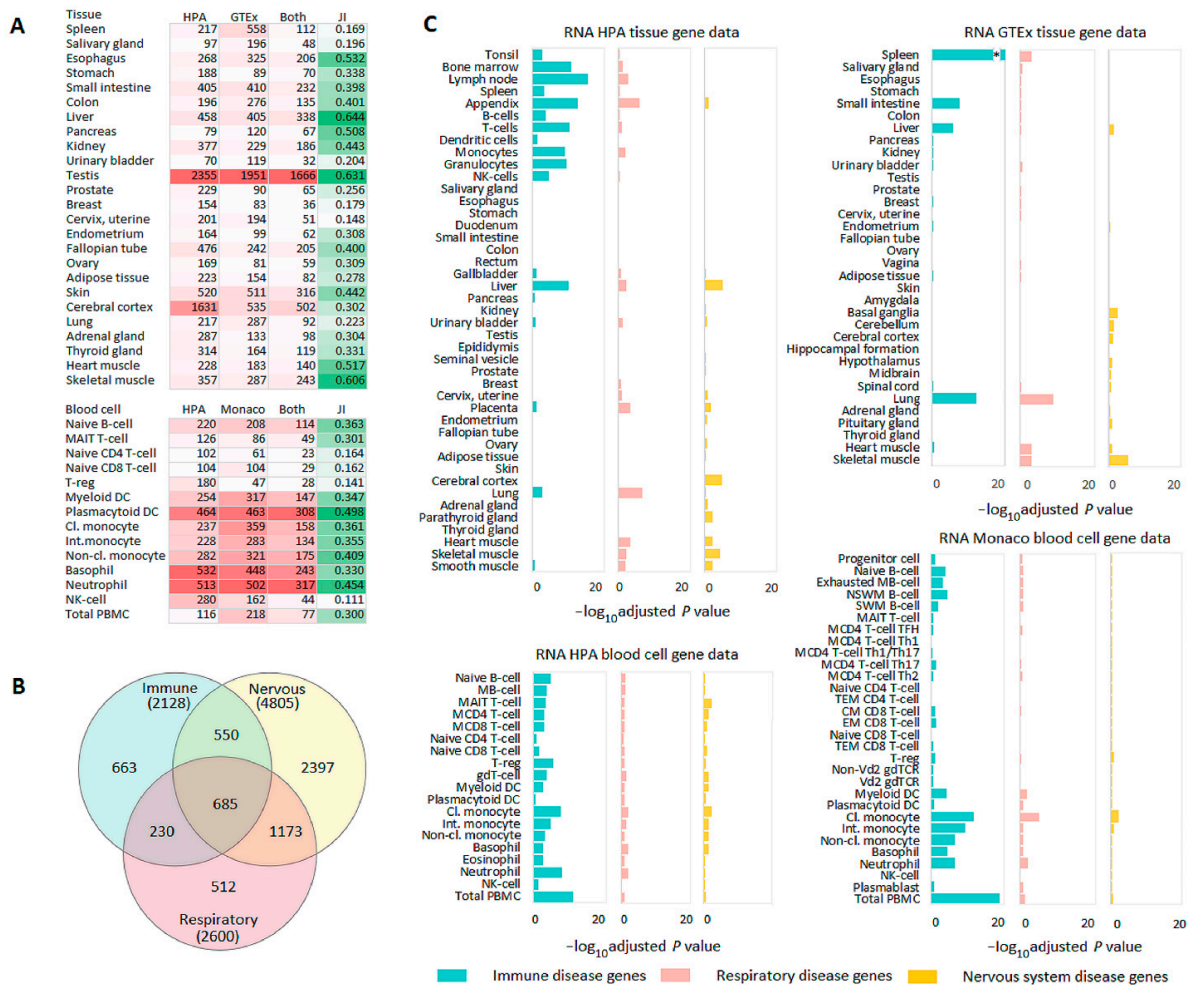 A
Tissue HPA GTEx Both JI
Spleen 217 558 112 0.169
Salivary gland 97 196 48 0.196
Esophagus 268 325 206 0.532
Stomach 188 89 70 0.338
Small intestine 405 410 232 0.398
Colon 196 276 135 0.401
Liver 458 405 338 0.644
Pancreas 79 120 67 0.508
Kidney 377 229 186 0.443
Urinary bladder 70 119 32 0.204
Testis 2355 1951 1666 0.631
Prostate 229 90 65 0.256
Breast 154 83 36 0.179
Cervix, uterine 201 194 51 0.148
Endometrium 164 99 62 0.308
Fallopian tube 476 242 205 0.400
Ovary 169 81 59 0.309
Adipose tissue 223 154 82 0.278
Skin 520 511 316 0.442
Cerebral cortex 1631 535 502 0.302
Lung 217 287 92 0.223
Adrenal gland 287 133 98 0.304
Thyroid gland 314 164 119 0.331
Heart muscle 228 183 140 0.517
Skeletal muscle 357 287 243 0.606
Blood cell HPA Monaco Both JI
Naive B-cell 220 208 114 0.363
MAIT T-cell 126 86 49 0.301
Naive CD4 T-cell 102 61 23 0.164
Naive CD8 T-cell 104 104 29 0.162
T-reg 180 47 28 0.141
Myeloid DC 254 317 147 0.347
Plasmacytoid DC 464 463 308 0.498
Cl. monocyte 237 359 158 0.361
Int.monocyte 228 283 134 0.355
Non-cl. monocyte 282 321 175 0.409
Basophil 532 448 243 0.330
Neutrophil 513 502 317 0.454
NK-cell 280 162 44 0.111
Total PBMC 116 218 77 0.300
B
Immune
(2128)
Nervous
(4805)
550
663
2397
685
230
1173
512
Respiratory
(2600)
C
RNA HPA tissue gene data
Tonsil
Bone marrow
Lymph node
Spleen
Appendix
B-cells
T-cells
Dendritic cells
Monocytes
Granulocytes
NK-cells
Salivary gland
Esophagus
Stomach
Duodenum
Small intestine
Colon
Rectum
Gallbladder
Liver
Pancreas
Kidney
Urinary bladder
Testis
Epididymis
Seminal vesicle
Prostate
Breast
Cervix, uterine
Placenta
Endometrium
Fallopian tube
Ovary
Adipose tissue
Skin
Cerebral cortex
Lung
Adrenal gland
Parathyroid gland
Thyroid gland
Heart muscle
Skeletal muscle
Smooth muscle
0 20 0 20 0 20
−log10adjusted P value
RNA GTEx tissue gene data
Spleen *
Salivary gland
Esophagus
Stomach
Small intestine
Colon
Liver
Pancreas
Kidney
Urinary bladder
Testis
Prostate
Breast
Cervix, uterine
Endometrium
Fallopian tube
Ovary
Vagina
Adipose tissue
Skin
Amygdala
Basal ganglia
Cerebellum
Cerebral cortex
Hippocampal formation
Hypothalamus
Midbrain
Spinal cord
Lung
Adrenal gland
Pituitary gland
Thyroid gland
Heart muscle
Skeletal muscle
0 20 0 20 0 20
−log10adjusted P value
RNA HPA blood cell gene data
Naive B-cell
MB-cell
MAIT T-cell
MCD4 T-cell
MCD8 T-cell
Naive CD4 T-cell
Naive CD8 T-cell
T-reg
gdT-cell
Myeloid DC
Plasmacytoid DC
Cl. monocyte
Int. monocyte
Non-cl. monocyte
Basophil
Eosinophil
Neutrophil
NK-cell
Total PBMC
0 20 0 20 0 20
−log10adjusted P value
RNA Monaco blood cell gene data
Progenitor cell
Naive B-cell
Exhausted MB-cell
NSWM B-cell
SWM B-cell
MAIT T-cell
MCD4 T-cell TFH
MCD4 T-cell Th1
MCD4 T-cell Th1/Th17
MCD4 T-cell Th17
MCD4 T-cell Th2
Naive CD4 T-cell
TEM CD4 T-cell
CM CD8 T-cell
EM CD8 T-cell
Naive CD8 T-cell
TEM CD8 T-cell
T-reg
Non-Vd2 gdTCR
Vd2 gdTCR
Myeloid DC
Plasmacytoid DC
Cl. monocyte
Int. monocyte
Non-cl. monocyte
Basophil
Neutrophil
NK-cell
Plasmablast
Total PBMC
0 20 0 20 0 20
−log10adjusted P value
Immune disease genes Respiratory disease genes Nervous system disease genes